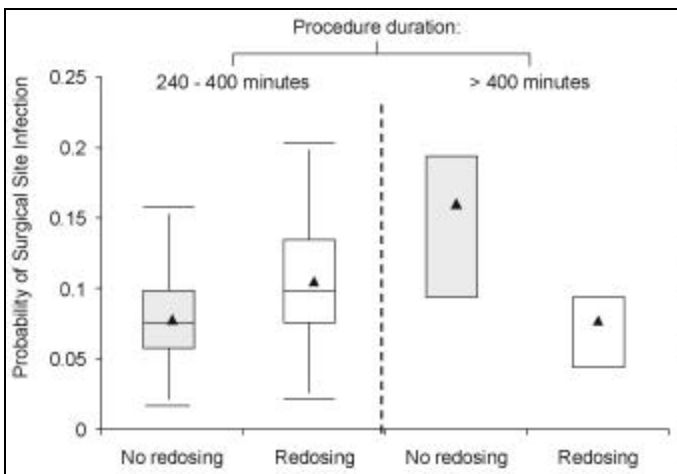 Procedure duration:
240 - 400 minutes
> 400 minutes
Probability of Surgical Site Infection
0.25
0.2
0.15
0.1
0.05
0
No redosing
Redosing
No redosing
Redosing